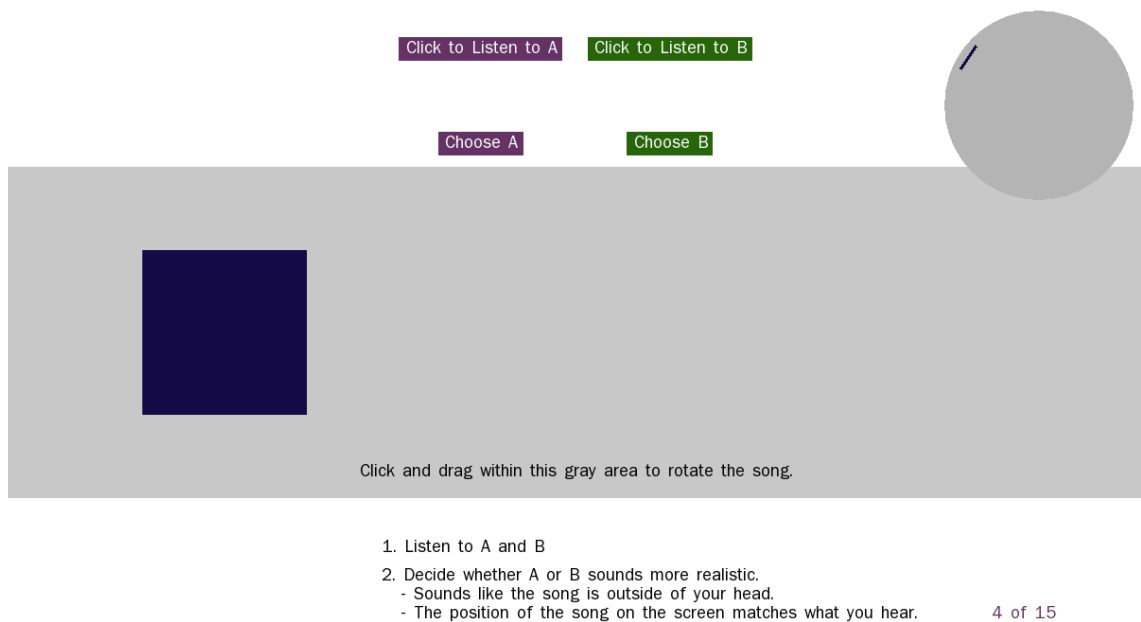 Click to Listen to A
Click to Listen to B
Choose A
Choose B
Click and drag within this gray area to rotate the song.
1. Listen to A and B
2. Decide whether A or B sounds more realistic.
- Sounds like the song is outside of your head.
- The position of the song on the screen matches what you hear.
4 of 15